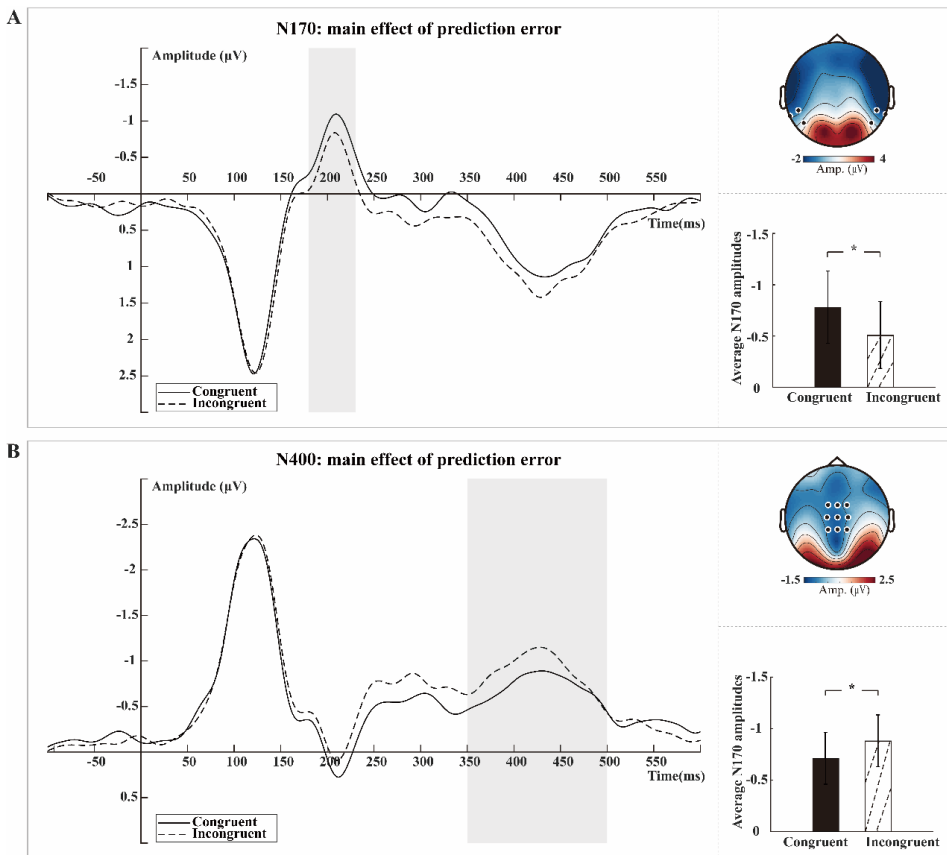 A
N170: main effect of prediction error
Amplitude (μV)
-1.5
-1
-0.5
-50 50 100 150 200 250 300 350 400 450 500 550
Time(ms)
0.5
1
1.5
2
2.5
Congruent
Incongruent
-2 4
Amp. (μV)
Average N170 amplitudes
-1.5
-1
-0.5
0
*
Congruent Incongruent
B
N400: main effect of prediction error
Amplitude (μV)
-2.5
-2
-1.5
-1
-0.5
-50 50 100 150 200 250 300 350 400 450 500 550
Time(ms)
0.5
Congruent
Incongruent
-1.5 2.5
Amp. (μV)
Average N170 amplitudes
-1.5
-1
-0.5
0
*
Congruent Incongruent